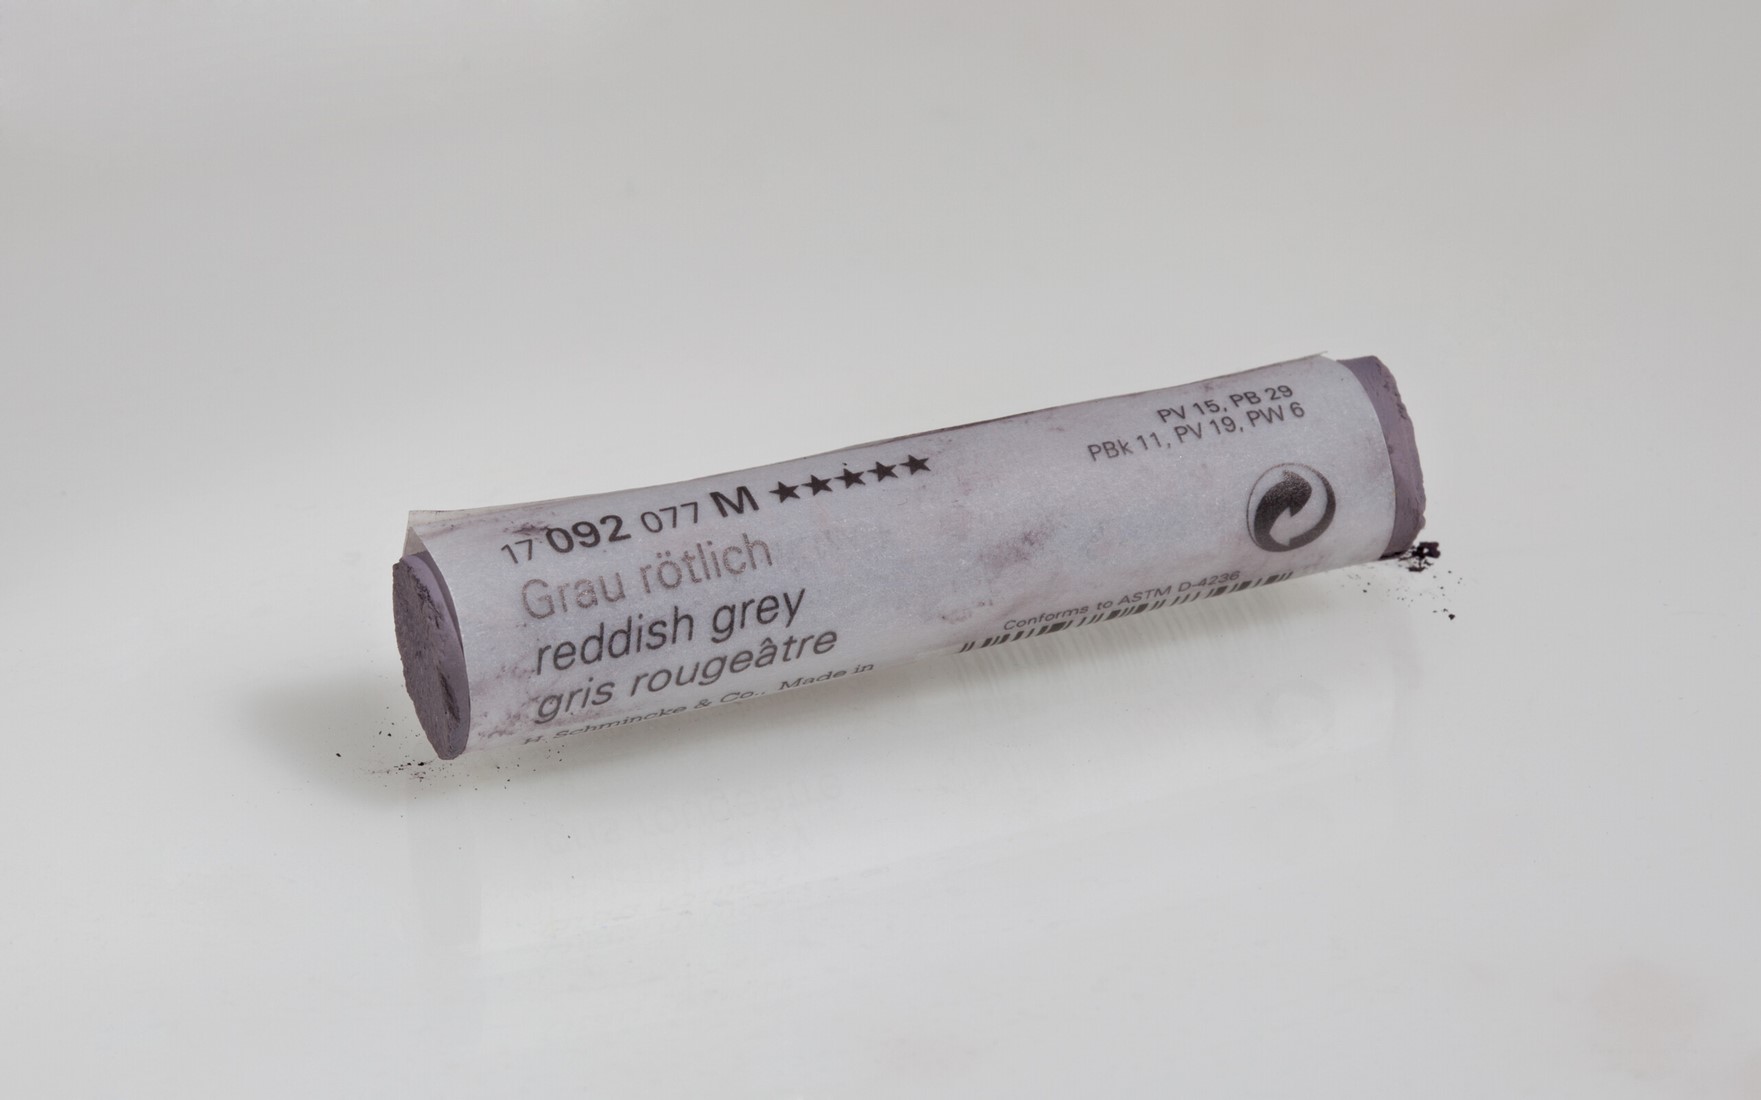 17 092 077 M ★★★★★
Grau rötlich
reddish grey
gris rougeâtre
H. Schmincke & Co., Made in
PV 15, PB 29
PBk 11, PV 19, PW 6
Conforms to ASTM D-4236